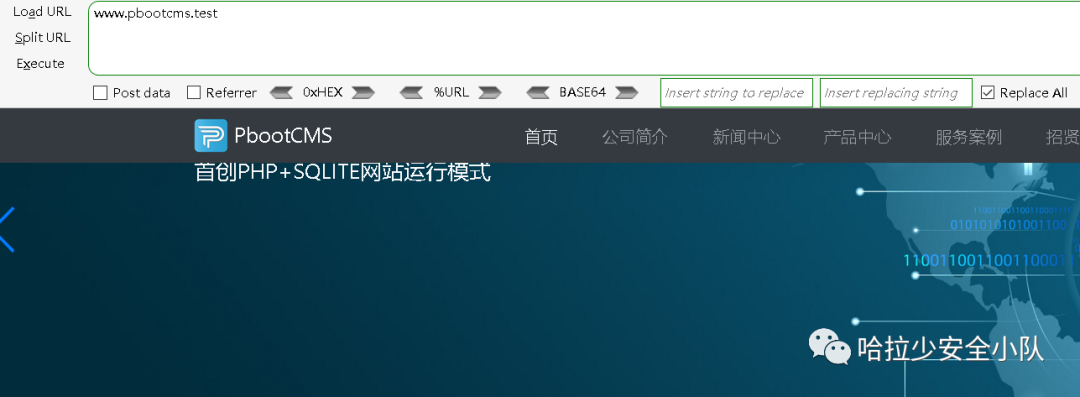 Load URL
www.pbootcms.test
Split URL
Execute
Post data
Referrer
0xHEX
%URL
BASE64
Insert string to replace
Insert replacing string
Replace All
PbootCMS
首页
公司简介
新闻中心
产品中心
服务案例
招贤
首创PHP+SQLITE网站运行模式
哈拉少安全小队